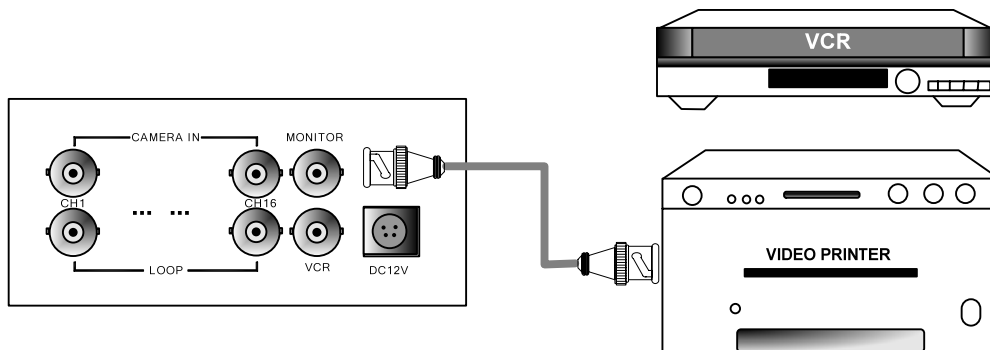 VCR
CAMERA IN
MONITOR
CH1
... ...
CH16
LOOP
VCR
DC12V
VIDEO PRINTER